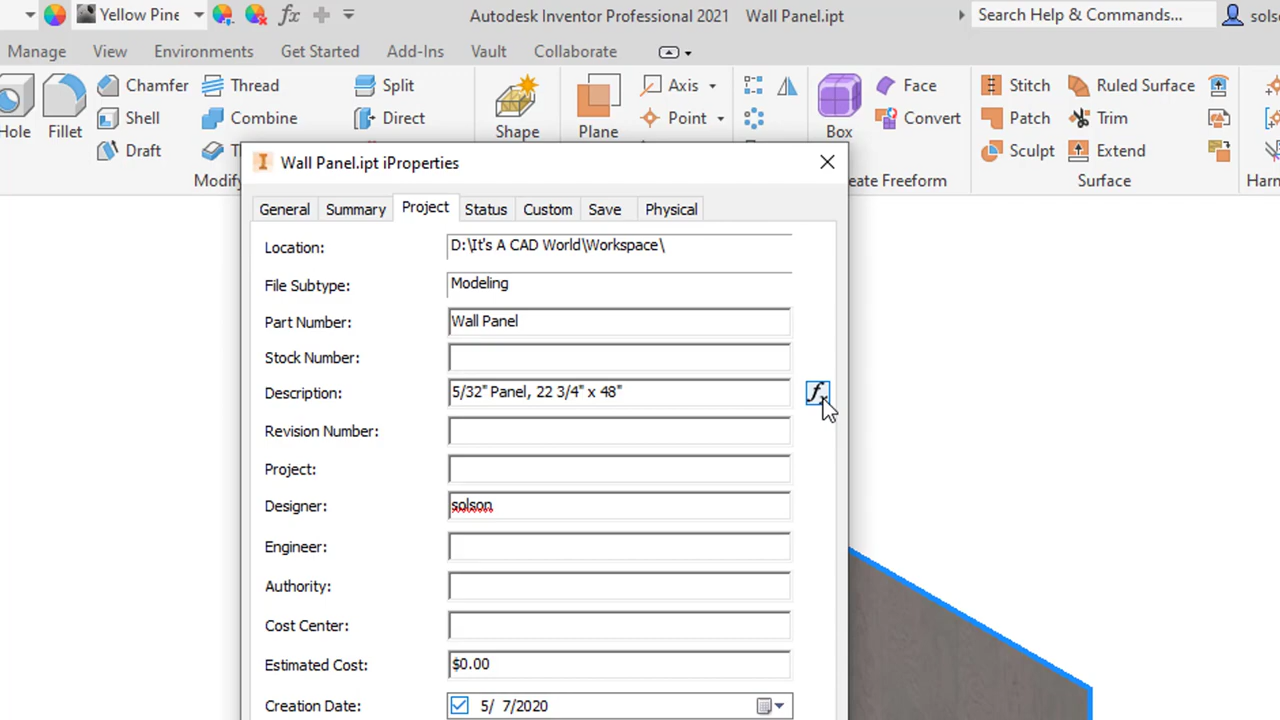 Yellow Pine fx Autodesk Inventor Professional 2021 Wall Panel.ipt Search Help & Commands...
Manage View Environments Get Started Add-Ins Vault Collaborate
Chamfer Thread Split Axis Face Stitch Ruled Surface
Hole Fillet Shell Combine Direct Shape Plane Point Box Convert Patch Trim
Draft Sculpt Extend
Surface
Wall Panel.ipt iProperties
General Summary Project Status Custom Save Physical
Location: D:\It's A CAD World\Workspace\
File Subtype: Modeling
Part Number: Wall Panel
Stock Number:
Description: 5/32" Panel, 22 3/4" x 48" fx
Revision Number:
Project:
Designer: solson
Engineer:
Authority:
Cost Center:
Estimated Cost: $0.00
Creation Date: 5/ 7/2020